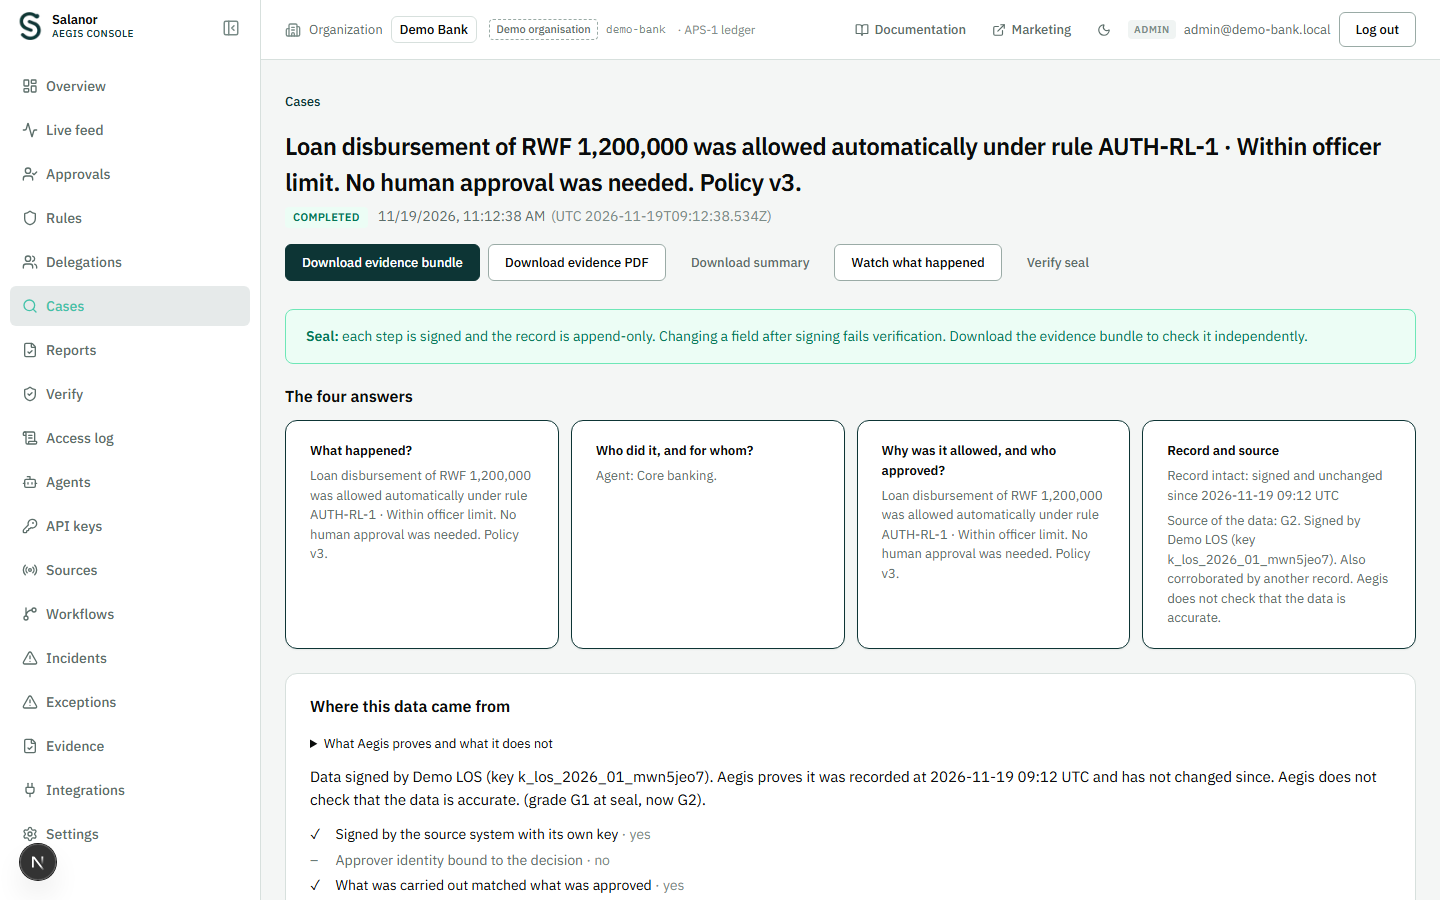 Salanor
AEGIS CONSOLE
Overview
Live feed
Approvals
Rules
Delegations
Cases
Reports
Verify
Access log
Agents
API keys
Sources
Workflows
Incidents
Exceptions
Evidence
Integrations
Settings
N
Organization Demo Bank Demo organisation demo-bank · APS-1 ledger Documentation Marketing ADMIN admin@demo-bank.local Log out
Cases
Loan disbursement of RWF 1,200,000 was allowed automatically under rule AUTH-RL-1 · Within officer
limit. No human approval was needed. Policy v3.
COMPLETED 11/19/2026, 11:12:38 AM (UTC 2026-11-19T09:12:38.534Z)
Download evidence bundle Download evidence PDF Download summary Watch what happened Verify seal
Seal: each step is signed and the record is append-only. Changing a field after signing fails verification. Download the evidence bundle to check it independently.
The four answers
What happened?
Loan disbursement of RWF 1,200,000
was allowed automatically under rule
AUTH-RL-1 · Within officer limit. No
human approval was needed. Policy
v3.
Who did it, and for whom?
Agent: Core banking.
Why was it allowed, and who
approved?
Loan disbursement of RWF 1,200,000
was allowed automatically under rule
AUTH-RL-1 · Within officer limit. No
human approval was needed. Policy
v3.
Record and source
Record intact: signed and unchanged
since 2026-11-19 09:12 UTC
Source of the data: G2. Signed by
Demo LOS (key
k_los_2026_01_mwn5jeo7). Also
corroborated by another record. Aegis
does not check that the data is
accurate.
Where this data came from
What Aegis proves and what it does not
Data signed by Demo LOS (key k_los_2026_01_mwn5jeo7). Aegis proves it was recorded at 2026-11-19 09:12 UTC and has not changed since. Aegis does not
check that the data is accurate. (grade G1 at seal, now G2).
✓ Signed by the source system with its own key · yes
– Approver identity bound to the decision · no
✓ What was carried out matched what was approved · yes